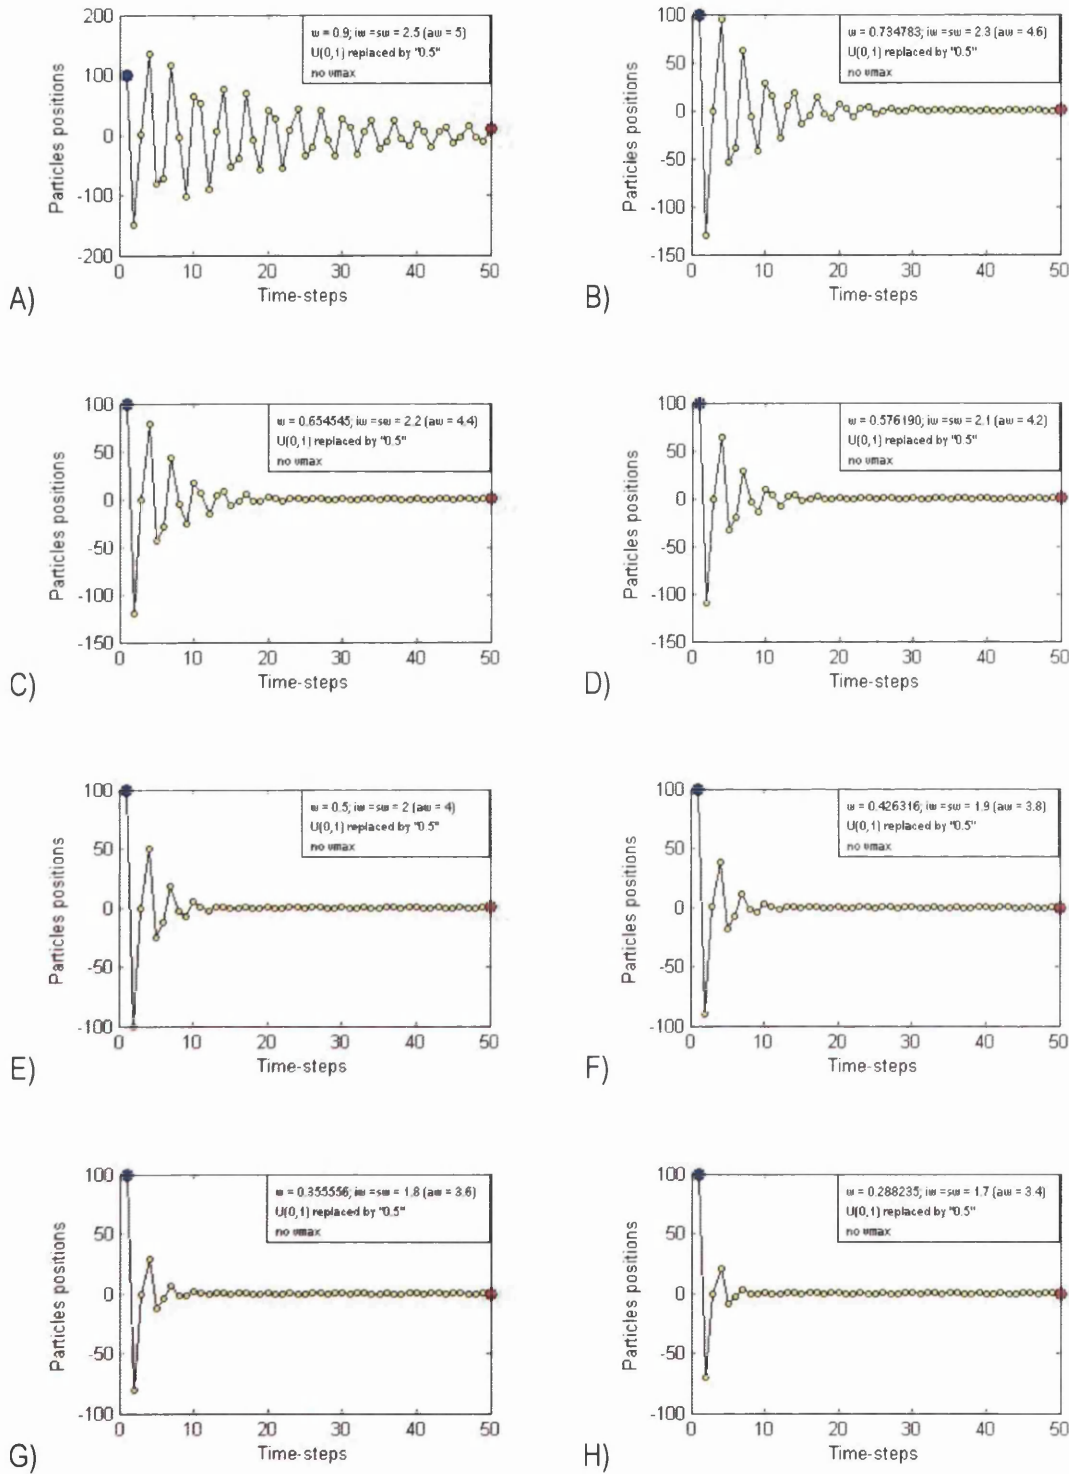 200
100
0
-100
-200
Particles positions
w = 0.9; iw =sw = 2.5 (aw = 5)
U(0,1) replaced by "0.5"
no vmax
0 10 20 30 40 50
Time-steps
A)
100
50
0
-50
-100
-150
Particles positions
w = 0.734783; iw =sw = 2.3 (aw = 4.6)
U(0,1) replaced by "0.5"
no vmax
0 10 20 30 40 50
Time-steps
B)
100
50
0
-50
-100
-150
Particles positions
w = 0.654545; iw =sw = 2.2 (aw = 4.4)
U(0,1) replaced by "0.5"
no vmax
0 10 20 30 40 50
Time-steps
C)
100
50
0
-50
-100
-150
Particles positions
w = 0.576190; iw =sw = 2.1 (aw = 4.2)
U(0,1) replaced by "0.5"
no vmax
0 10 20 30 40 50
Time-steps
D)
100
50
0
-50
-100
Particles positions
w = 0.5; iw =sw = 2 (aw = 4)
U(0,1) replaced by "0.5"
no vmax
0 10 20 30 40 50
Time-steps
E)
100
50
0
-50
-100
Particles positions
w = 0.426316; iw =sw = 1.9 (aw = 3.8)
U(0,1) replaced by "0.5"
no vmax
0 10 20 30 40 50
Time-steps
F)
100
50
0
-50
-100
Particles positions
w = 0.355556; iw =sw = 1.8 (aw = 3.6)
U(0,1) replaced by "0.5"
no vmax
0 10 20 30 40 50
Time-steps
G)
100
50
0
-50
-100
Particles positions
w = 0.288235; iw =sw = 1.7 (aw = 3.4)
U(0,1) replaced by "0.5"
no vmax
0 10 20 30 40 50
Time-steps
H)